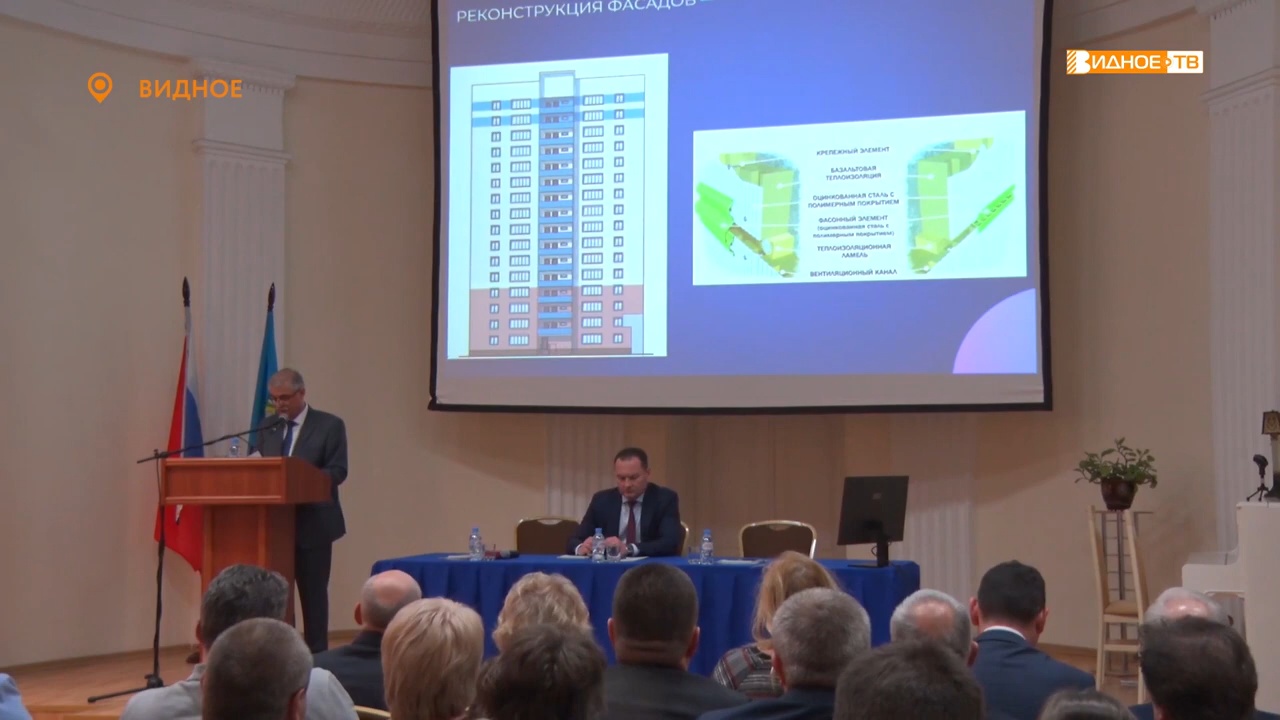 РЕКОНСТРУКЦИЯ ФАСАДОВ
ВИДНОЕ
ВИДНОЕ ТВ
КРЕПЕЖНЫЙ ЭЛЕМЕНТ
БАЗАЛЬТОВАЯ
ТЕПЛОИЗОЛЯЦИЯ
ОЦИНКОВАННАЯ СТАЛЬ С
ПОЛИМЕРНЫМ ПОКРЫТИЕМ
ФАСОННЫЙ ЭЛЕМЕНТ
(оцинкованная сталь с
полимерным покрытием)
ТЕПЛОИЗОЛЯЦИОННАЯ
ЛАМЕЛЬ
ВЕНТИЛЯЦИОННЫЙ КАНАЛ